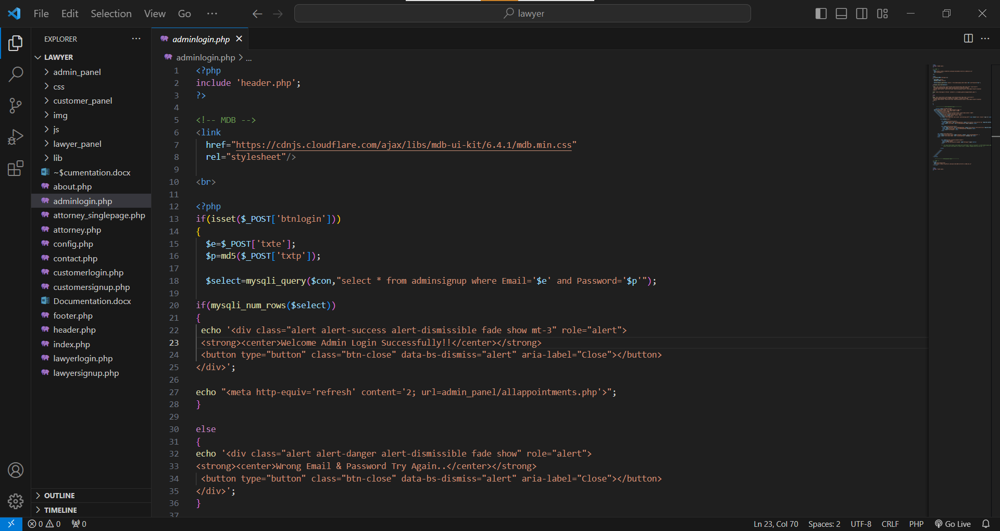 File Edit Selection View Go ··· lawyer
EXPLORER ···
LAWYER
admin_panel
css
customer_panel
img
js
lawyer_panel
lib
~$cumentation.docx
about.php
adminlogin.php
attorney_singlepage.php
attorney.php
config.php
contact.php
customerlogin.php
customersignup.php
Documentation.docx
footer.php
header.php
index.php
lawyerlogin.php
lawyersignup.php
OUTLINE
TIMELINE
adminlogin.php
adminlogin.php > ...
1 <?php
2 include 'header.php';
3 ?>
4
5 <!-- MDB -->
6 <link
7 href="https://cdnjs.cloudflare.com/ajax/libs/mdb-ui-kit/6.4.1/mdb.min.css"
8 rel="stylesheet"/>
9
10 <br>
11
12 <?php
13 if(isset($_POST['btnlogin']))
14 {
15 $e=$_POST['txte'];
16 $p=md5($_POST['txtp']);
17
18 $select=mysqli_query($con,"select * from adminsignup where Email='$e' and Password='$p'");
19
20 if(mysqli_num_rows($select))
21 {
22 echo '<div class="alert alert-success alert-dismissible fade show mt-3" role="alert">
23 <strong><center>Welcome Admin Login Successfully!!</center></strong>
24 <button type="button" class="btn-close" data-bs-dismiss="alert" aria-label="Close"></button>
25 </div>';
26
27 echo "<meta http-equiv='refresh' content='2; url=admin_panel/allappointments.php'>";
28 }
29
30 else
31 {
32 echo '<div class="alert alert-danger alert-dismissible fade show" role="alert">
33 <strong><center>Wrong Email & Password Try Again..</center></strong>
34 <button type="button" class="btn-close" data-bs-dismiss="alert" aria-label="Close"></button>
35 </div>';
36 }
37
0 0 0 Ln 23, Col 70 Spaces: 2 UTF-8 CRLF PHP Go Live